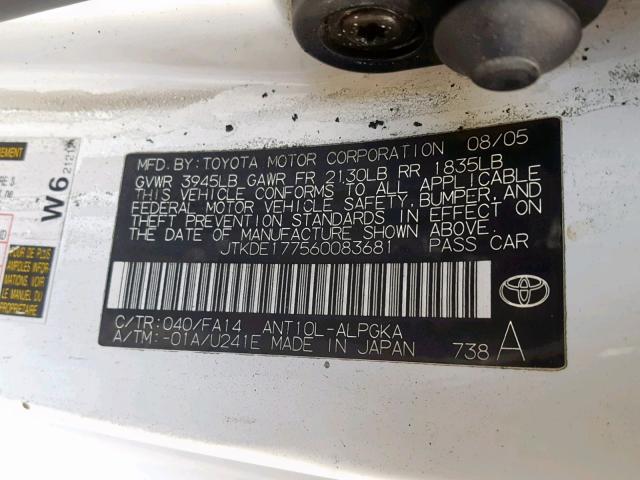 MFD.BY:TOYOTA MOTOR CORPORATION 08/05
GVWR 3945LB GAWR FR 2130LB RR 1835LB
THIS VEHICLE CONFORMS TO ALL APPLICABLE
FEDERAL MOTOR VEHICLE SAFETY,BUMPER,AND
THEFT PREVENTION STANDARDS IN EFFECT ON
THE DATE OF MANUFACTURE SHOWN ABOVE.
JTKDE177560083681 PASS CAR
C/TR:040/FA14 ANT10L-ALPGKA
A/TM:-01A/U241E MADE IN JAPAN 738 A
W6